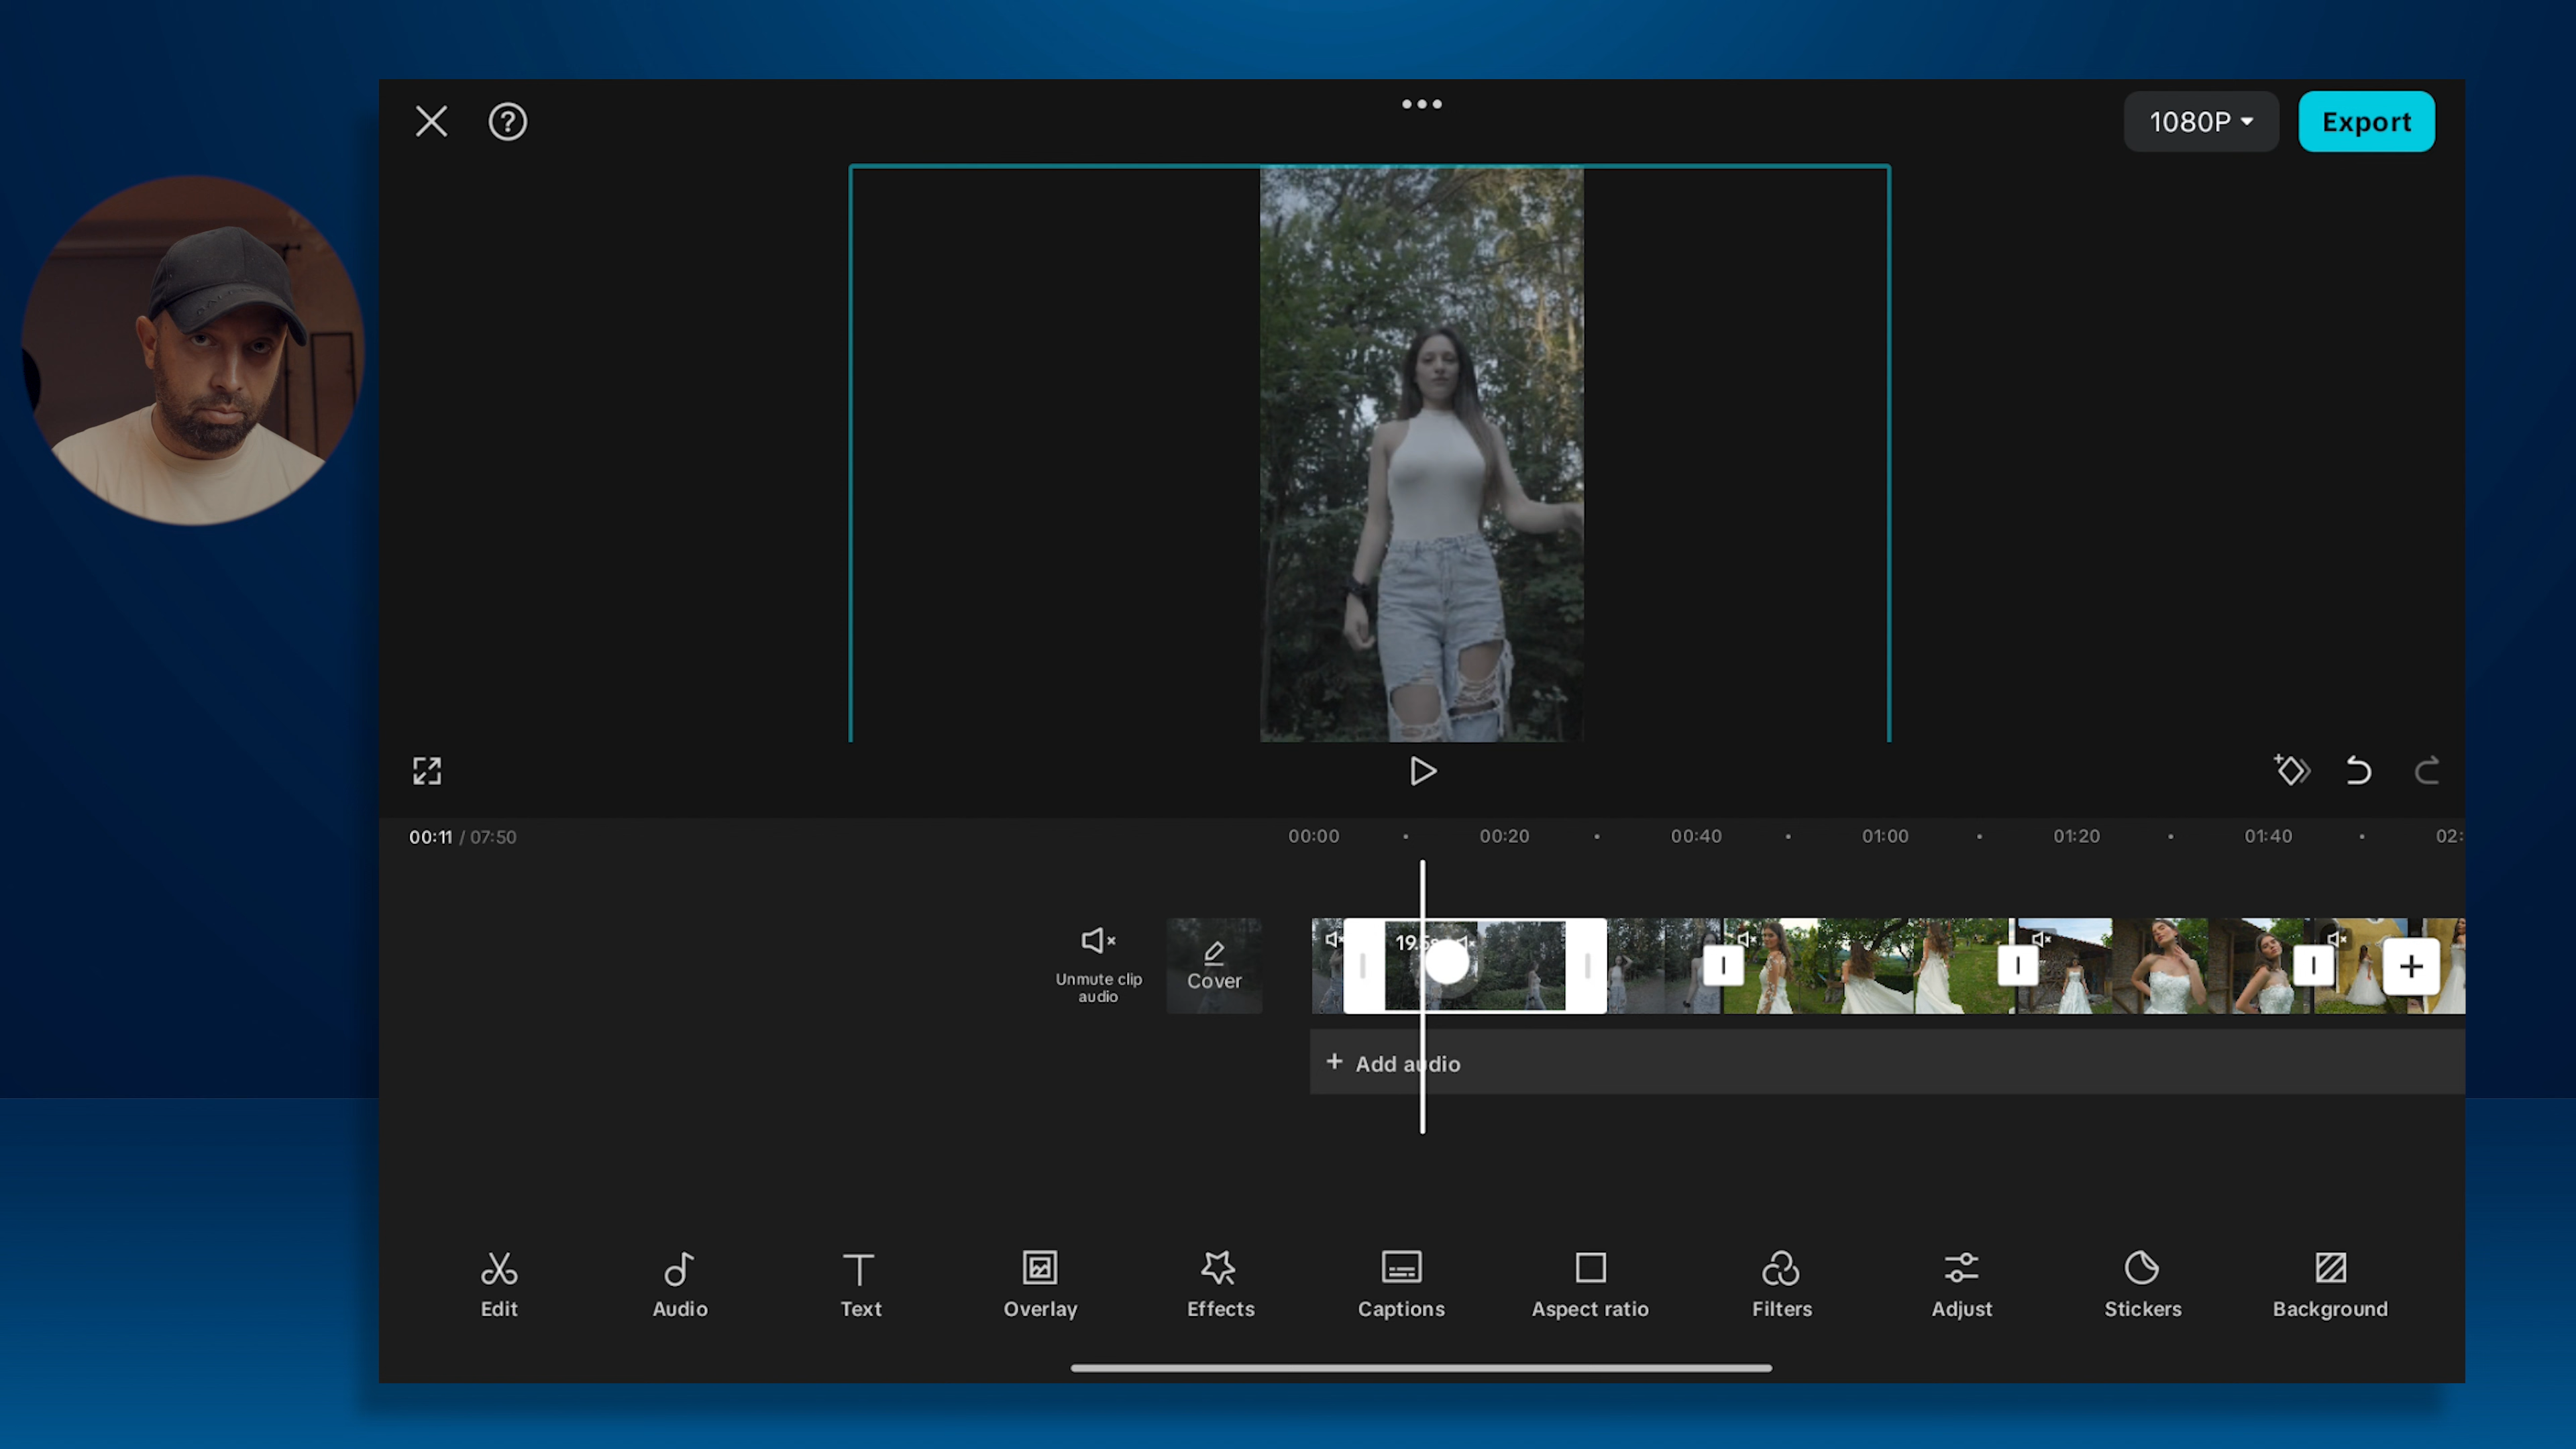 1080P
Export
00:11 / 07:50
00:00
00:20
00:40
01:00
01:20
01:40
02:
Unmute clip
audio
Cover
+ Add audio
Edit
Audio
Text
Overlay
Effects
Captions
Aspect ratio
Filters
Adjust
Stickers
Background